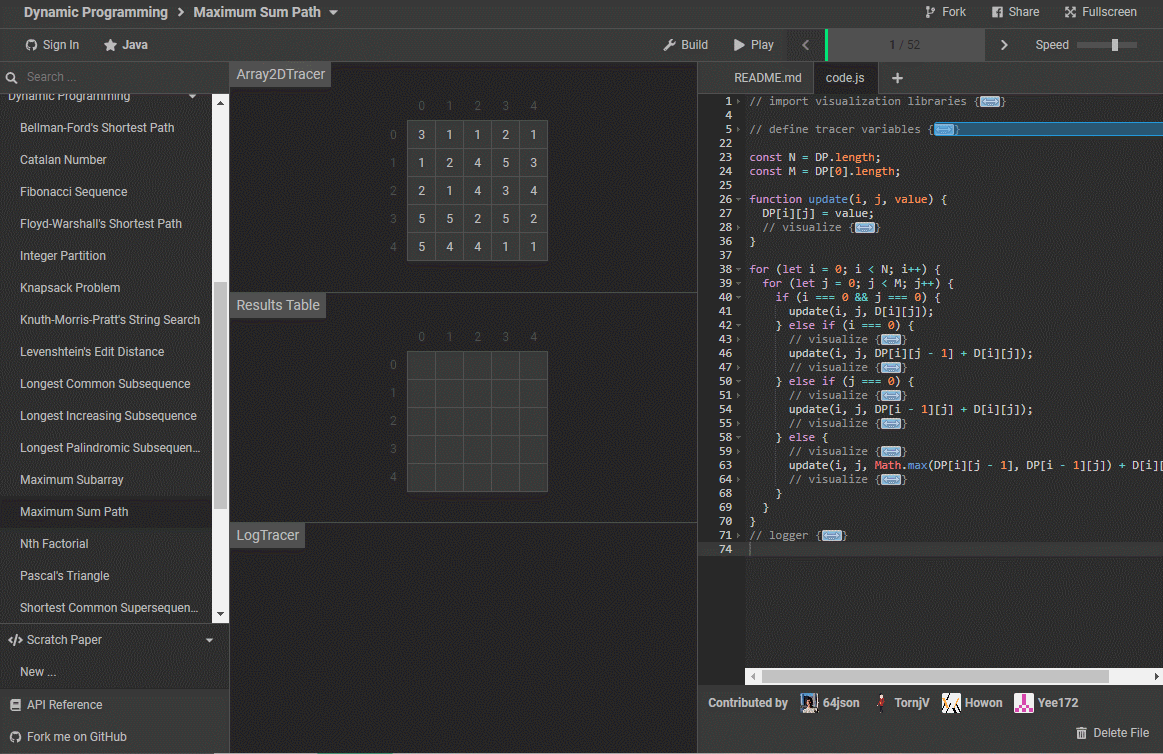 Dynamic Programming > Maximum Sum Path
Fork Share Fullscreen
Sign In Java
Build Play 1 / 52 Speed
Search ...
Dynamic Programming
Bellman-Ford's Shortest Path
Catalan Number
Fibonacci Sequence
Floyd-Warshall's Shortest Path
Integer Partition
Knapsack Problem
Knuth-Morris-Pratt's String Search
Levenshtein's Edit Distance
Longest Common Subsequence
Longest Increasing Subsequence
Longest Palindromic Subsequen...
Maximum Subarray
Maximum Sum Path
Nth Factorial
Pascal's Triangle
Shortest Common Supersequen...
</> Scratch Paper
New ...
API Reference
Fork me on GitHub
Array2DTracer
0 1 2 3 4
0 3 1 1 2 1
1 1 2 4 5 3
2 2 1 4 3 4
3 5 5 2 5 2
4 5 4 4 1 1
Results Table
0 1 2 3 4
0
1
2
3
4
LogTracer
README.md code.js +
1 // import visualization libraries {}
4
5 // define tracer variables {}
22
23 const N = DP.length;
24 const M = DP[0].length;
25
26 function update(i, j, value) {
27 DP[i][j] = value;
28 // visualize {}
36 }
37
38 for (let i = 0; i < N; i++) {
39 for (let j = 0; j < M; j++) {
40 if (i === 0 && j === 0) {
41 update(i, j, D[i][j]);
42 } else if (i === 0) {
43 // visualize {}
46 update(i, j, DP[i][j - 1] + D[i][j]);
47 // visualize {}
50 } else if (j === 0) {
51 // visualize {}
54 update(i, j, DP[i - 1][j] + D[i][j]);
55 // visualize {}
58 } else {
59 // visualize {}
63 update(i, j, Math.max(DP[i][j - 1], DP[i - 1][j]) + D[i][
64 // visualize {}
68 }
69 }
70 }
71 // logger {}
74
Contributed by 64json TornjV Howon Yee172
Delete File